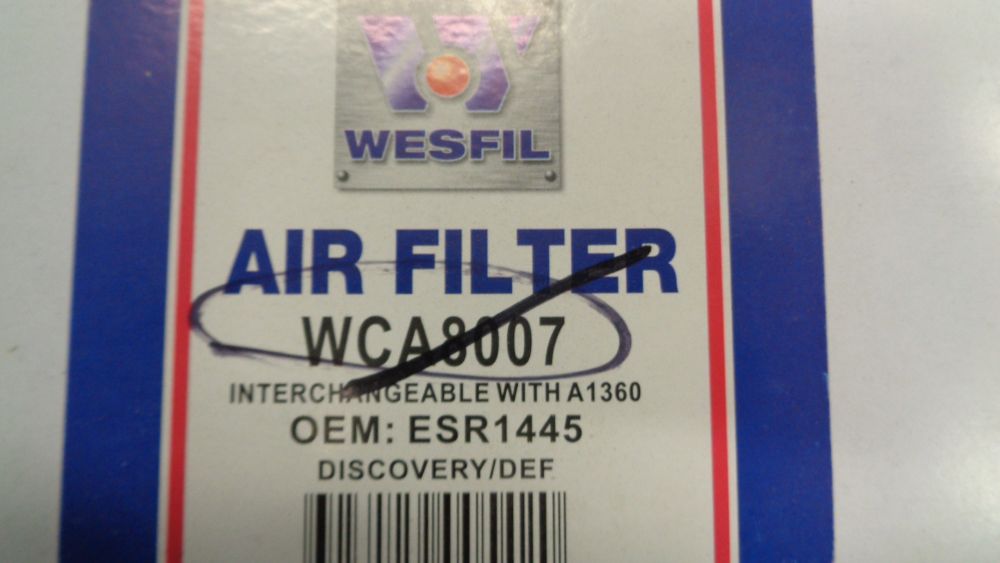 WESFIL
AIR FILTER
WCA8007
INTERCHANGEABLE WITH A1360
OEM: ESR1445
DISCOVERY/DEF